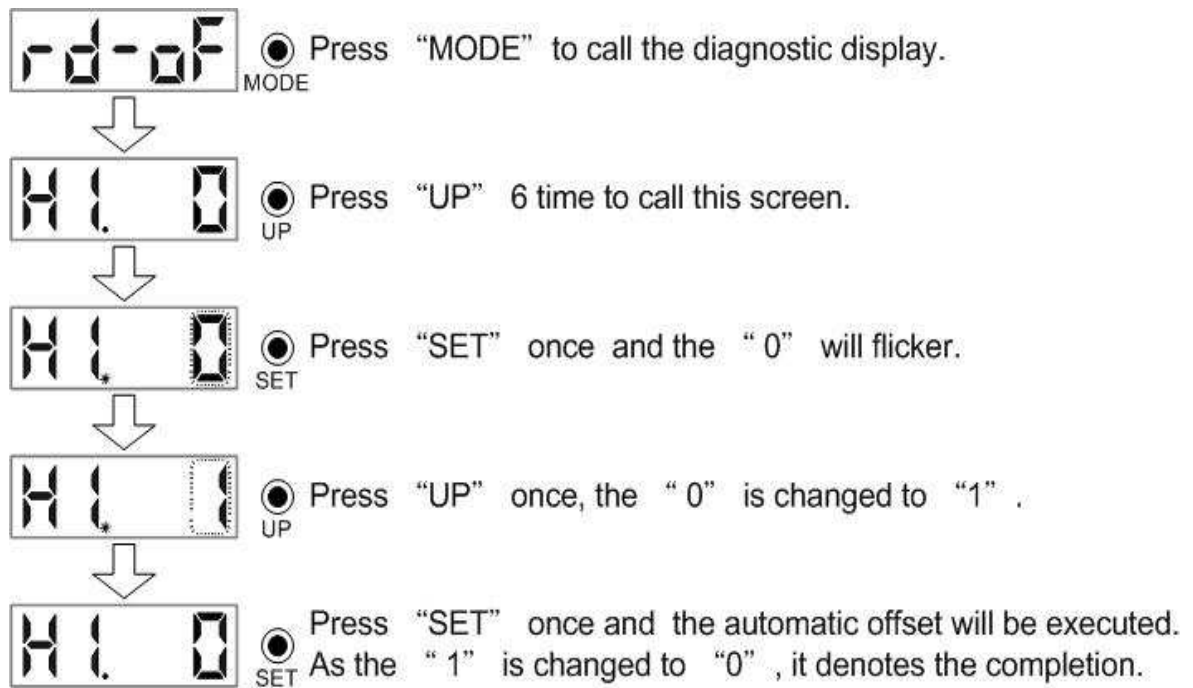 rd-oF
Press “MODE” to call the diagnostic display.
MODE
H1. 0
Press “UP” 6 time to call this screen.
UP
H1. 0
Press “SET” once and the “ 0” will flicker.
SET
H1. 1
Press “UP” once, the “ 0” is changed to “1” .
UP
H1. 0
Press “SET” once and the automatic offset will be executed.
SET As the “ 1” is changed to “0” , it denotes the completion.